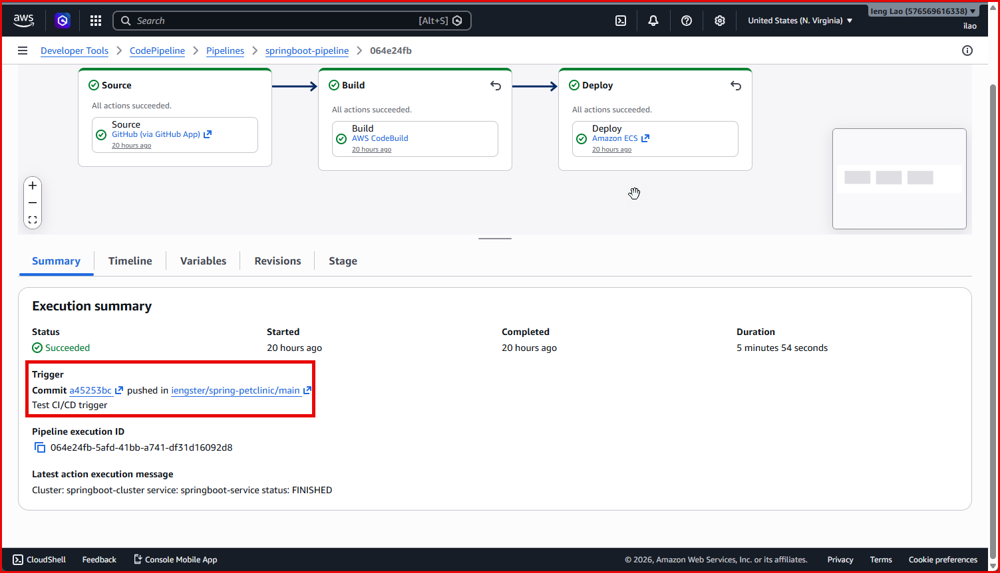 aws
Search [Alt+S]
United States (N. Virginia)
Ieng Lao (576569616338)
ilao
Developer Tools
CodePipeline
Pipelines
springboot-pipeline
064e24fb
Source
All actions succeeded.
Source
GitHub (via GitHub App)
20 hours ago
Build
All actions succeeded.
Build
AWS CodeBuild
20 hours ago
Deploy
All actions succeeded.
Deploy
Amazon ECS
20 hours ago
Summary
Timeline
Variables
Revisions
Stage
Execution summary
Status
Succeeded
Started
20 hours ago
Completed
20 hours ago
Duration
5 minutes 54 seconds
Trigger
Commit a45253bc pushed in iengster/spring-petclinic/main
Test CI/CD trigger
Pipeline execution ID
064e24fb-5afd-41bb-a741-df31d16092d8
Latest action execution message
Cluster: springboot-cluster service: springboot-service status: FINISHED
CloudShell
Feedback
Console Mobile App
© 2026, Amazon Web Services, Inc. or its affiliates.
Privacy
Terms
Cookie preferences